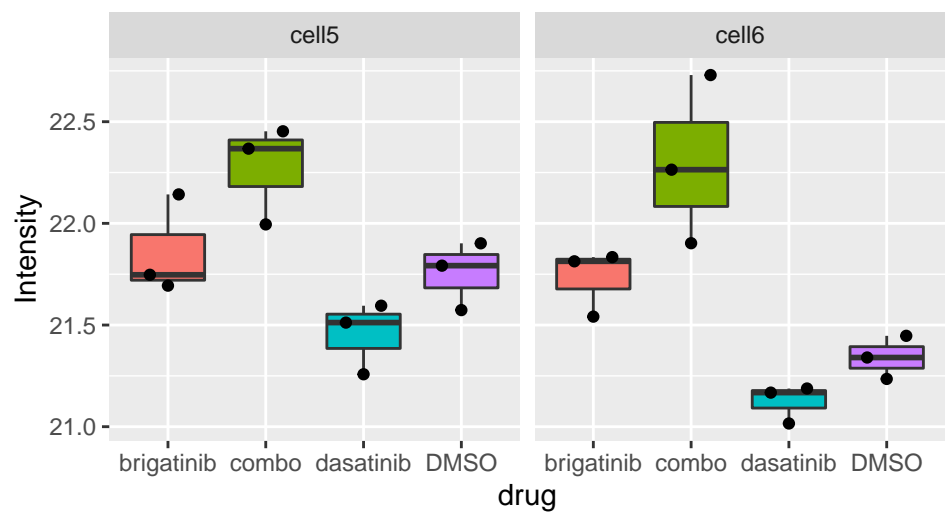 cell5 cell6
22.5
22.0
21.5
21.0
Intensity
brigatinib combo dasatinib DMSO brigatinib combo dasatinib DMSO
drug